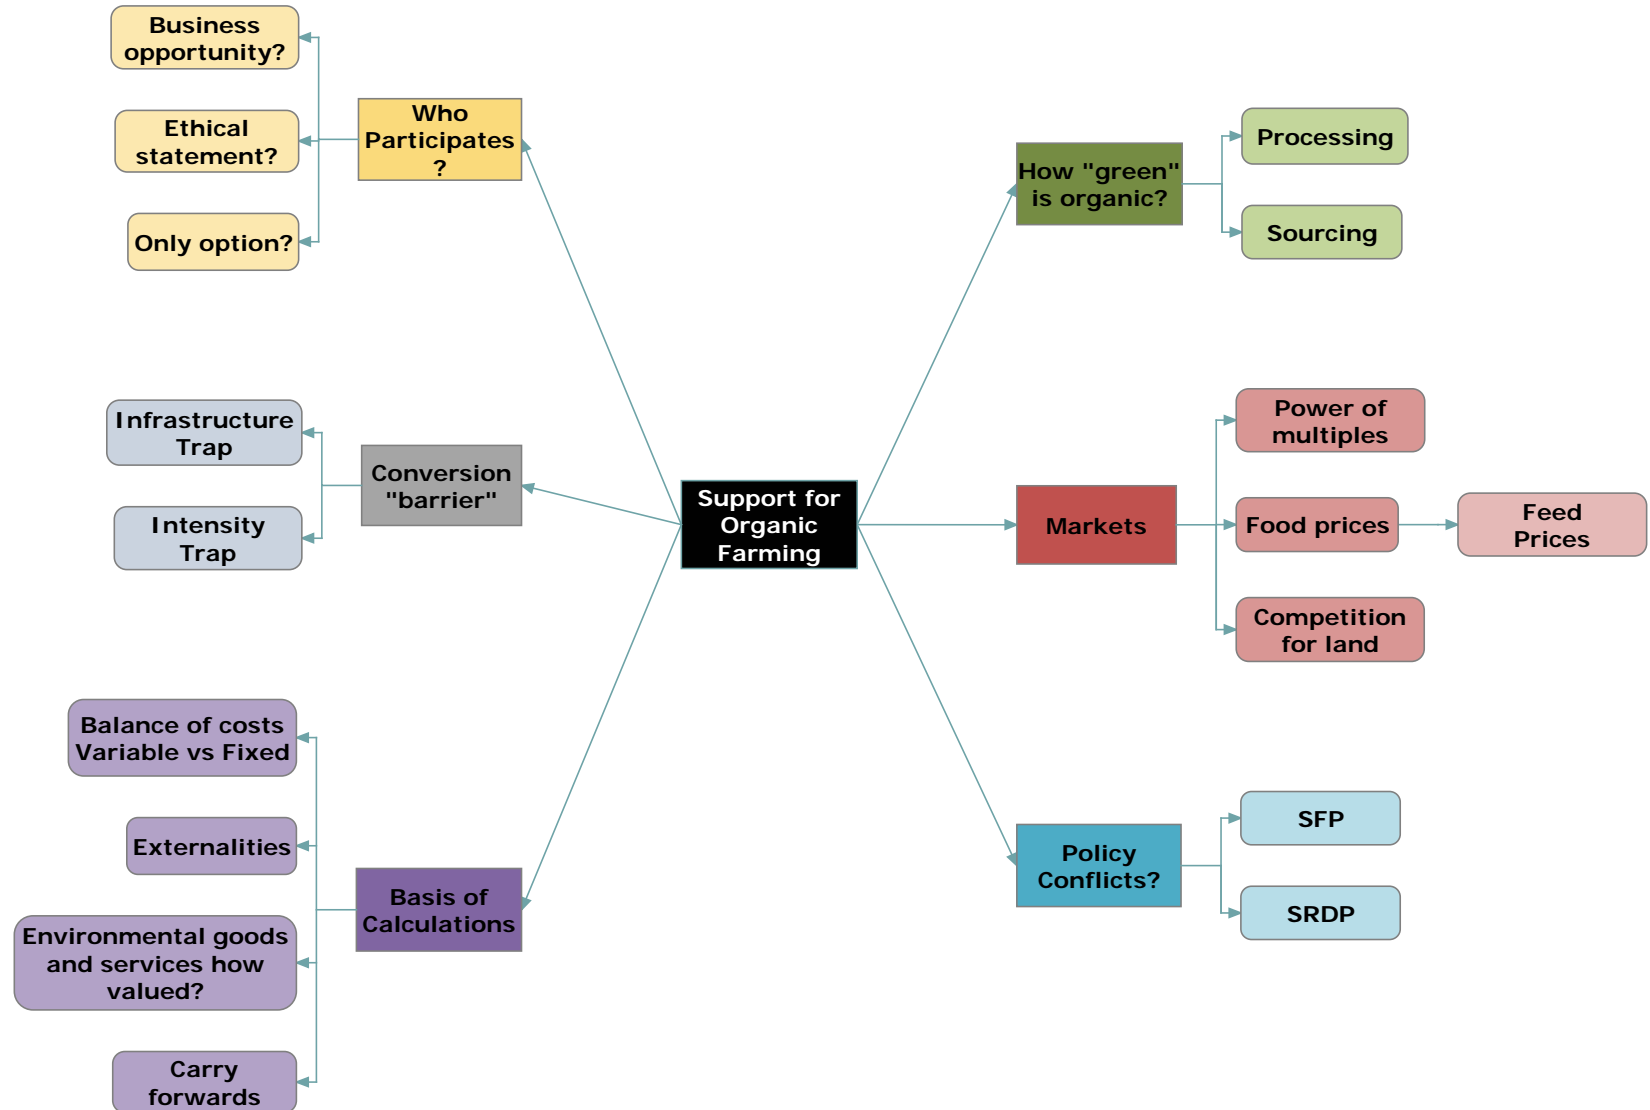 Business
opportunity?
Ethical
statement?
Only option?
Who
Participates
?
Infrastructure
Trap
Intensity
Trap
Conversion
"barrier"
Balance of costs
Variable vs Fixed
Externalities
Environmental goods
and services how
valued?
Carry
forwards
Basis of
Calculations
Support for
Organic
Farming
How "green"
is organic?
Processing
Sourcing
Markets
Power of
multiples
Food prices
Feed
Prices
Competition
for land
Policy
Conflicts?
SFP
SRDP